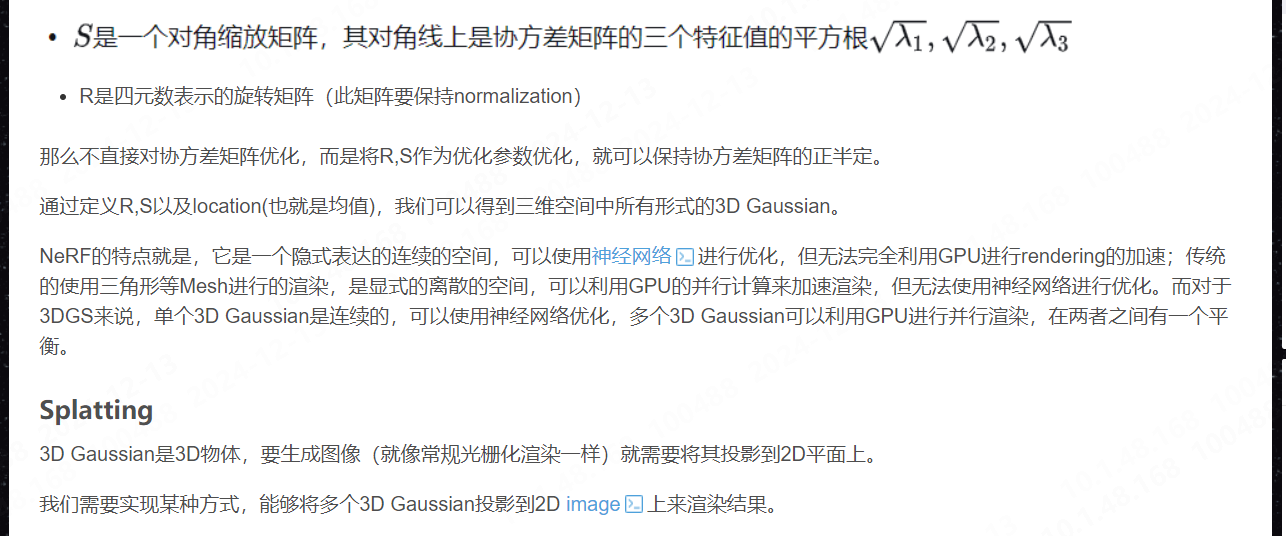 • S是一个对角缩放矩阵，其对角线上是协方差矩阵的三个特征值的平方根√λ₁, √λ₂, √λ₃
• R是四元数表示的旋转矩阵（此矩阵要保持normalization）
那么不直接对协方差矩阵优化，而是将R,S作为优化参数优化，就可以保持协方差矩阵的正半定。
通过定义R,S以及location(也就是均值)，我们可以得到三维空间中所有形式的3D Gaussian。
NeRF的特点就是，它是一个隐式表达的连续的空间，可以使用神经网络进行优化，但无法完全利用GPU进行rendering的加速；传统
的使用三角形等Mesh进行的渲染，是显式的离散的空间，可以利用GPU的并行计算来加速渲染，但无法使用神经网络进行优化。而对于
3DGS来说，单个3D Gaussian是连续的，可以使用神经网络优化，多个3D Gaussian可以利用GPU进行并行渲染，在两者之间有一个平
衡。
Splatting
3D Gaussian是3D物体，要生成图像（就像常规光栅化渲染一样）就需要将其投影到2D平面上。
我们需要实现某种方式，能够将多个3D Gaussian投影到2D image上来渲染结果。